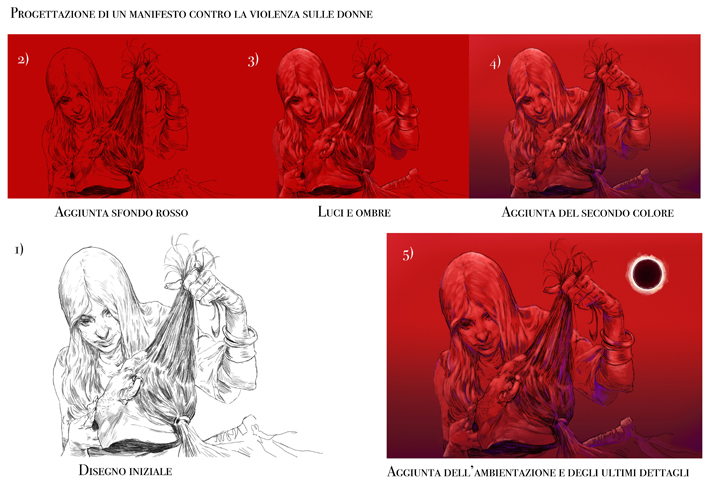 Progettazione di un manifesto contro la violenza sulle donne
2)
3)
4)
Aggiunta sfondo rosso
Luci e ombre
Aggiunta del secondo colore
1)
5)
Disegno iniziale
Aggiunta dell'ambientazione e degli ultimi dettagli